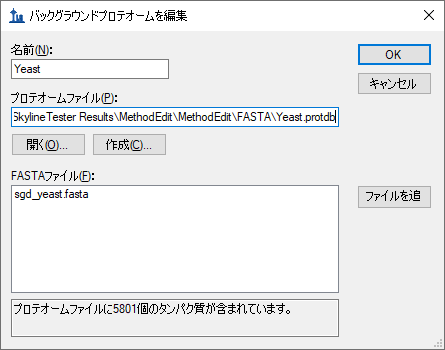 バックグラウンドプロテオームを編集
名前(N):
Yeast
OK
キャンセル
プロテオームファイル(P):
SkylineTester Results\MethodEdit\MethodEdit\FASTA\Yeast.protdb
開く(O)...
作成(C)...
FASTAファイル(F):
sgd_yeast.fasta
ファイルを追
プロテオームファイルに5801個のタンパク質が含まれています。